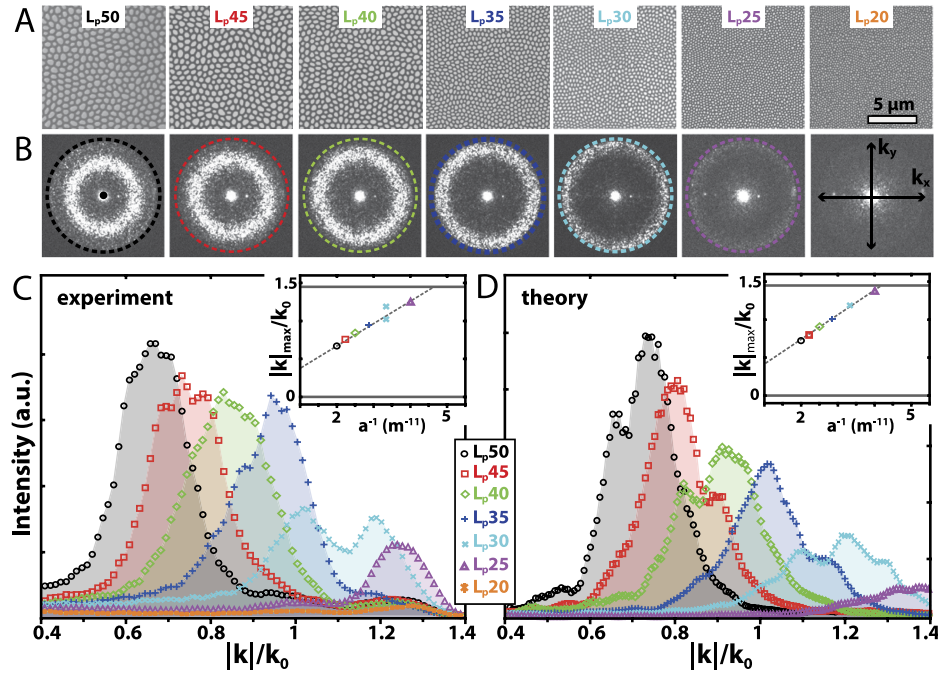 A
Lp50
Lp45
Lp40
Lp35
Lp30
Lp25
Lp20
5 μm
B
ky
kx
C experiment
Intensity (a.u.)
|k|max/k0
1.5
0
2 5
a⁻¹ (m⁻¹¹)
0.4 0.6 0.8 1 1.2 1.4
|k|/k0
Lp50
Lp45
Lp40
Lp35
Lp30
Lp25
Lp20
D theory
|k|max/k0
1.5
0
2 5
a⁻¹ (m⁻¹¹)
0.4 0.6 0.8 1 1.2 1.4
|k|/k0